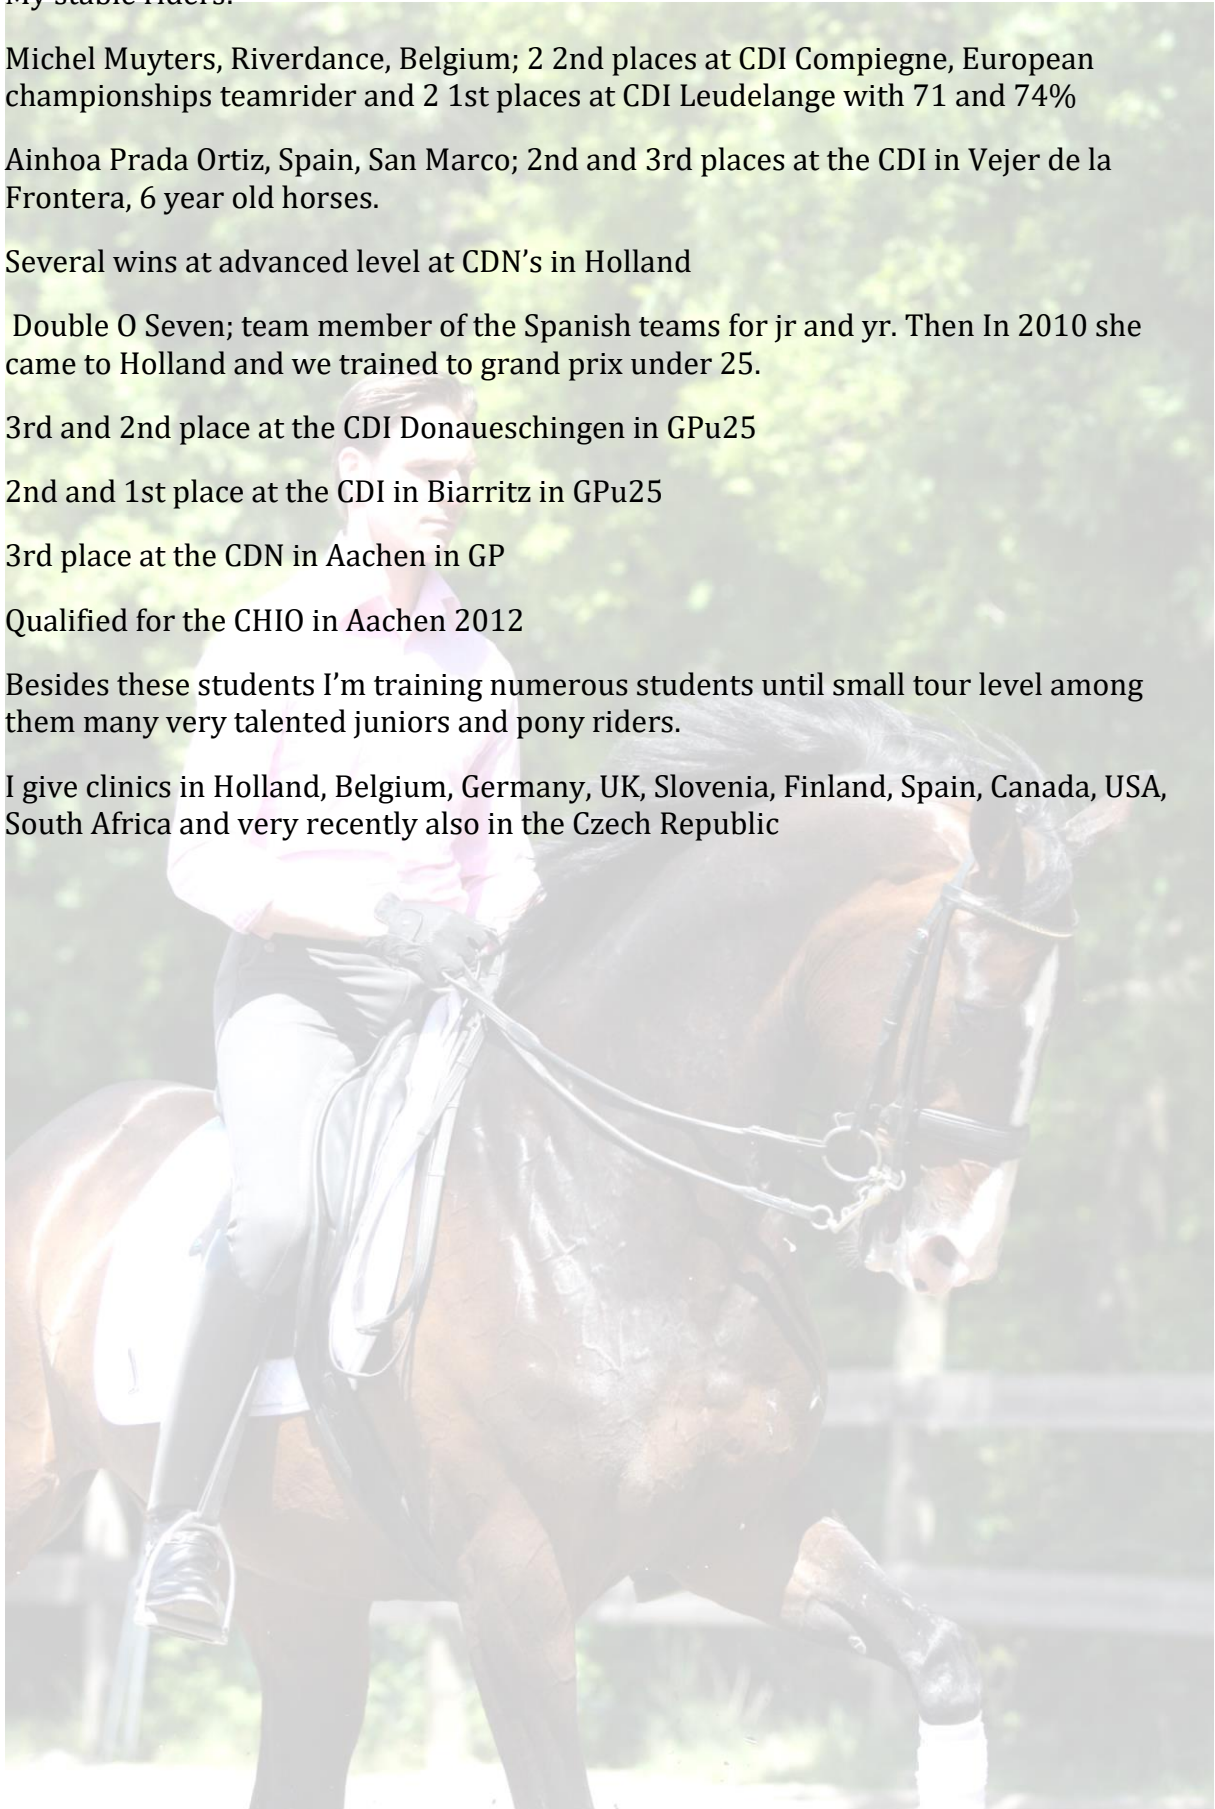 My stable riders:
Michel Muyters, Riverdance, Belgium; 2 2nd places at CDI Compiegne, European
championships teamrider and 2 1st places at CDI Leudelange with 71 and 74%
Ainhoa Prada Ortiz, Spain, San Marco; 2nd and 3rd places at the CDI in Vejer de la
Frontera, 6 year old horses.
Several wins at advanced level at CDN’s in Holland
Double O Seven; team member of the Spanish teams for jr and yr. Then In 2010 she
came to Holland and we trained to grand prix under 25.
3rd and 2nd place at the CDI Donaueschingen in GPu25
2nd and 1st place at the CDI in Biarritz in GPu25
3rd place at the CDN in Aachen in GP
Qualified for the CHIO in Aachen 2012
Besides these students I’m training numerous students until small tour level among
them many very talented juniors and pony riders.
I give clinics in Holland, Belgium, Germany, UK, Slovenia, Finland, Spain, Canada, USA,
South Africa and very recently also in the Czech Republic